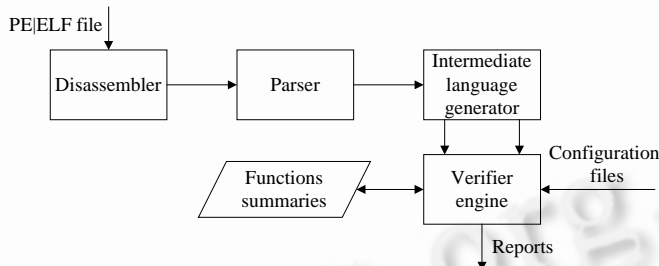 PE|ELF file
Disassembler
Parser
Intermediate
language
generator
Functions
summaries
Verifier
engine
Configuration
files
Reports